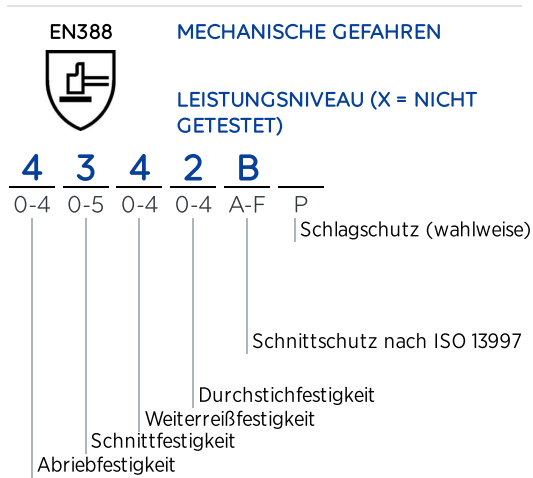 EN388
MECHANISCHE GEFAHREN
LEISTUNGSNIVEAU (X = NICHT
GETESTET)
4 3 4 2 B
0-4 0-5 0-4 0-4 A-F P
Schlagschutz (wahlweise)
Schnittschutz nach ISO 13997
Durchstichfestigkeit
Weiterreißfestigkeit
Schnittfestigkeit
Abriebfestigkeit